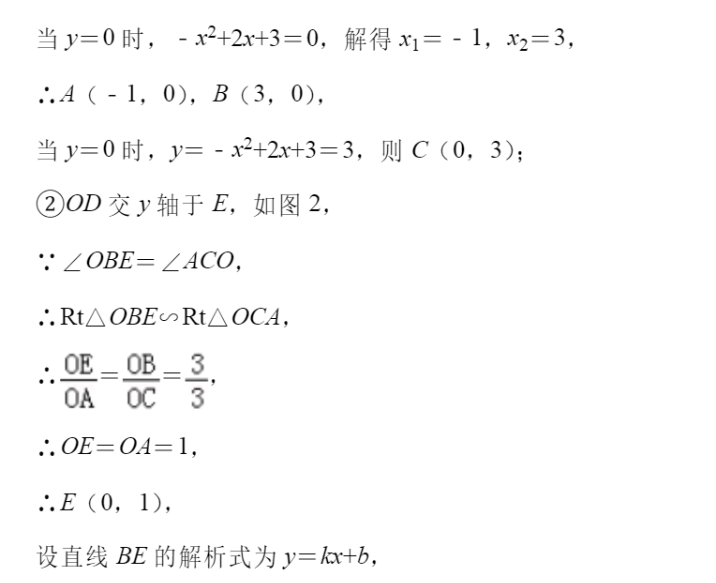 当 y=0 时，-x²+2x+3=0，解得 x₁=-1，x₂=3，
∴A（-1，0），B（3，0），
当 y=0 时，y=-x²+2x+3=3，则 C（0，3）；
②OD 交 y 轴于 E，如图 2，
∵∠OBE=∠ACO，
∴Rt△OBE∽Rt△OCA，
∴OE/OA=OB/OC=3/3，
∴OE=OA=1，
∴E（0，1），
设直线 BE 的解析式为 y=kx+b，